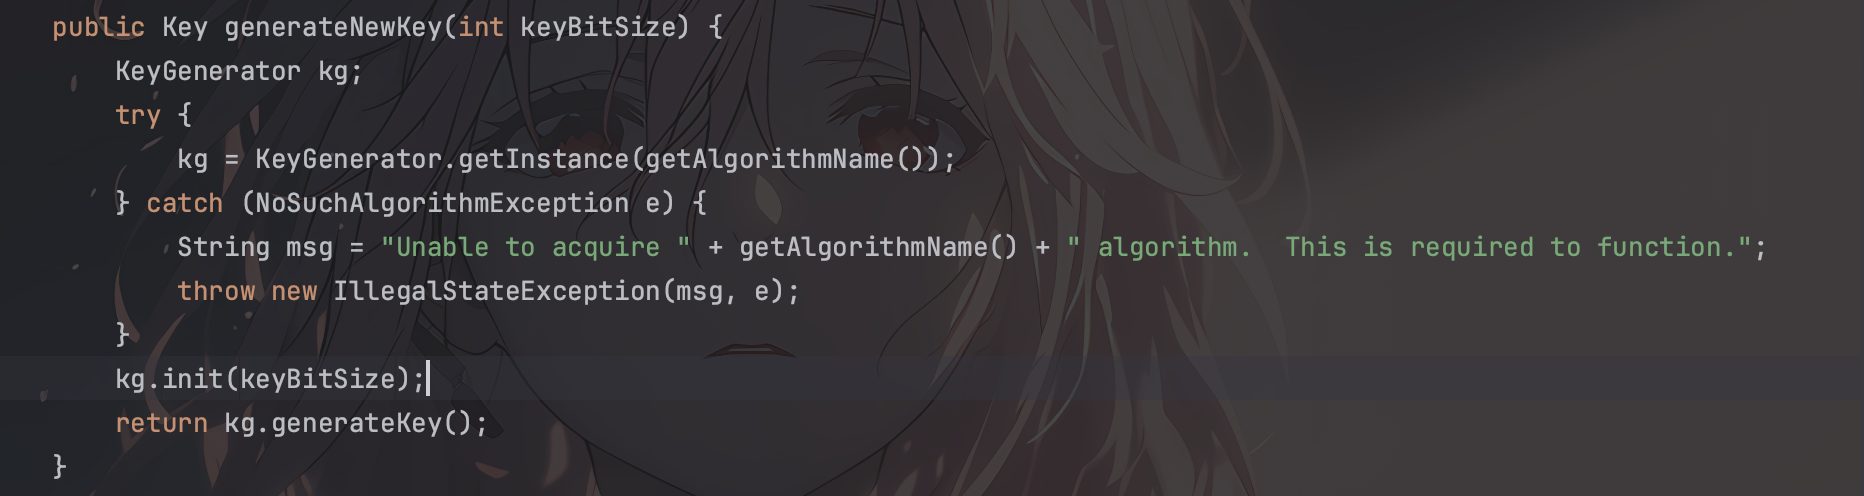 public Key generateNewKey(int keyBitSize) {
    KeyGenerator kg;
    try {
        kg = KeyGenerator.getInstance(getAlgorithmName());
    } catch (NoSuchAlgorithmException e) {
        String msg = "Unable to acquire " + getAlgorithmName() + " algorithm.  This is required to function.";
        throw new IllegalStateException(msg, e);
    }
    kg.init(keyBitSize);
    return kg.generateKey();
}